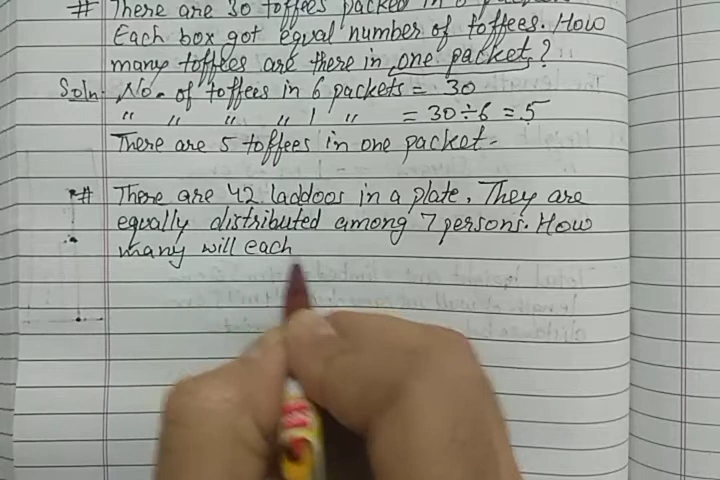 # There are 30 toffees packed in 6
Each box got equal number of toffees. How
many toffees are there in one packet?
Soln. No. of toffees in 6 packets = 30
" " " " 1 " = 30÷6 = 5
There are 5 toffees in one packet.
# There are 42 laddoos in a plate. They are
equally distributed among 7 persons. How
many will each